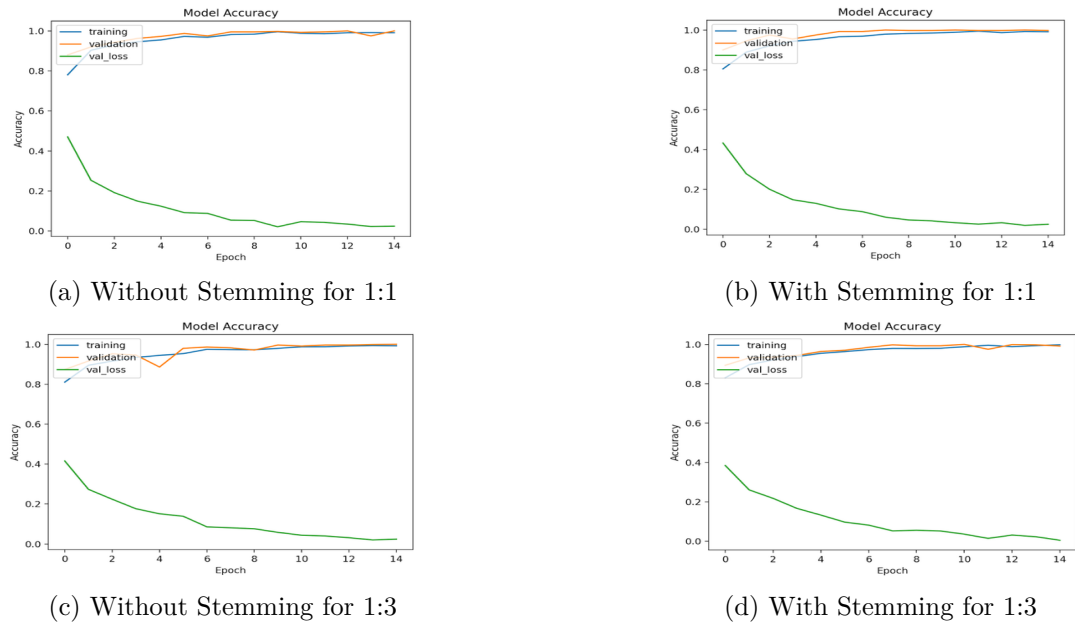 Model Accuracy
training
validation
val_loss
Accuracy
1.0
0.8
0.6
0.4
0.2
0.0
0 2 4 6 8 10 12 14
Epoch
(a) Without Stemming for 1:1
Model Accuracy
training
validation
val_loss
Accuracy
1.0
0.8
0.6
0.4
0.2
0.0
0 2 4 6 8 10 12 14
Epoch
(b) With Stemming for 1:1
Model Accuracy
training
validation
val_loss
Accuracy
1.0
0.8
0.6
0.4
0.2
0.0
0 2 4 6 8 10 12 14
Epoch
(c) Without Stemming for 1:3
Model Accuracy
training
validation
val_loss
Accuracy
1.0
0.8
0.6
0.4
0.2
0.0
0 2 4 6 8 10 12 14
Epoch
(d) With Stemming for 1:3